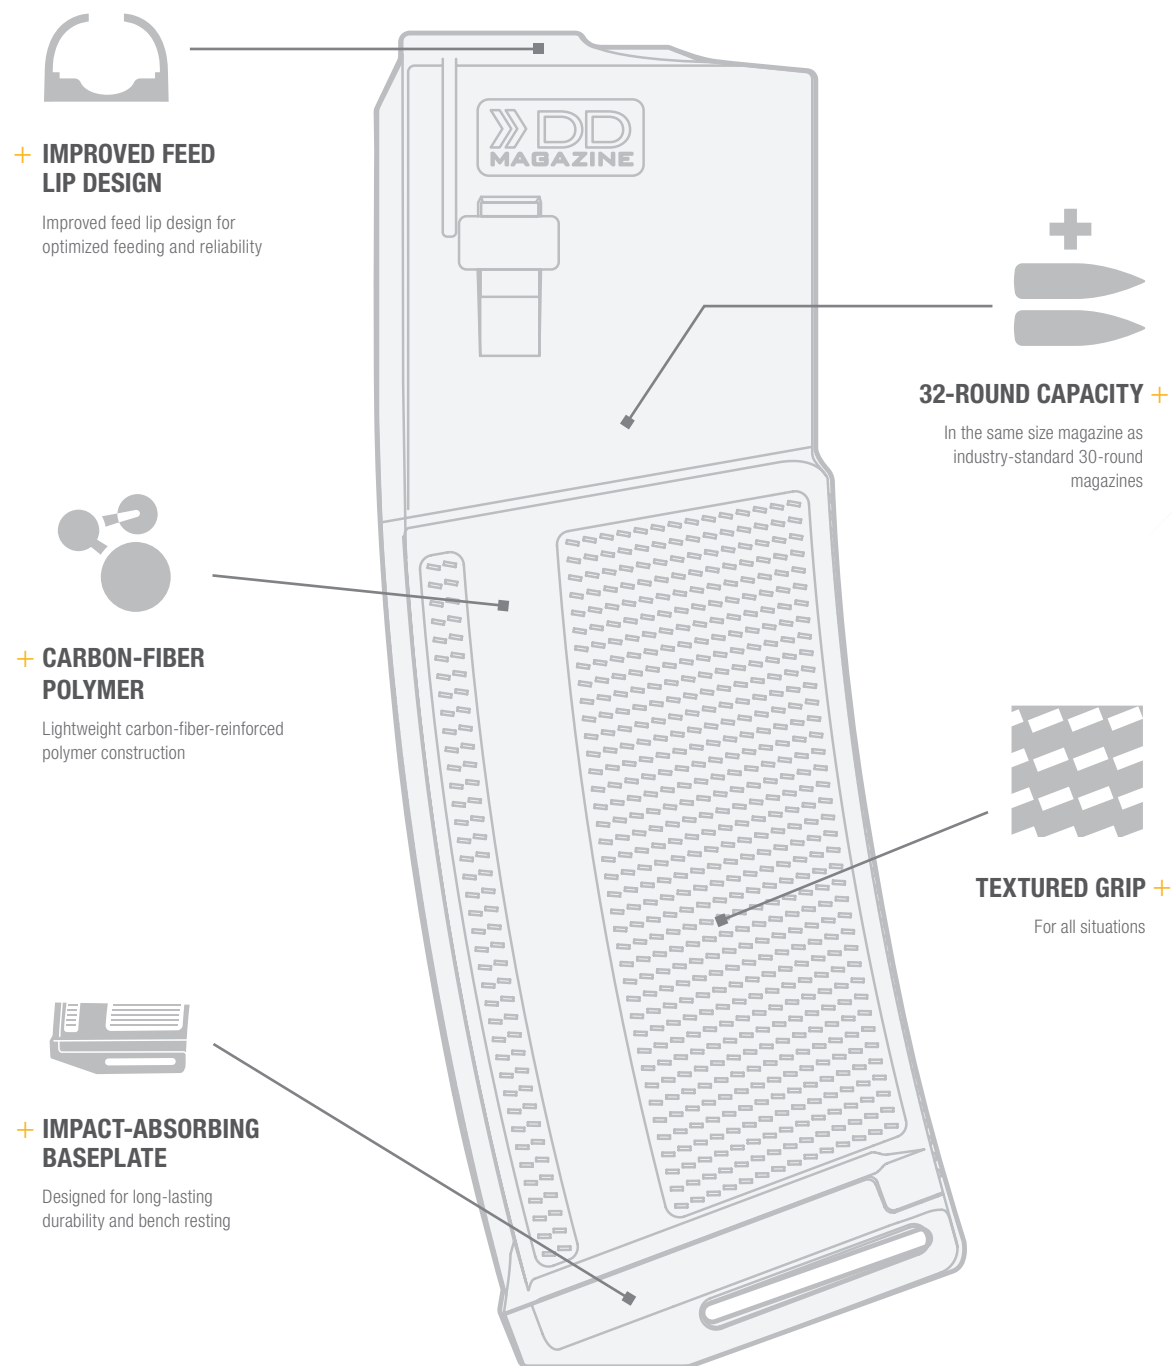 DD
MAGAZINE
+ IMPROVED FEED
LIP DESIGN
Improved feed lip design for
optimized feeding and reliability
32-ROUND CAPACITY +
In the same size magazine as
industry-standard 30-round
magazines
+ CARBON-FIBER
POLYMER
Lightweight carbon-fiber-reinforced
polymer construction
TEXTURED GRIP +
For all situations
+ IMPACT-ABSORBING
BASEPLATE
Designed for long-lasting
durability and bench resting